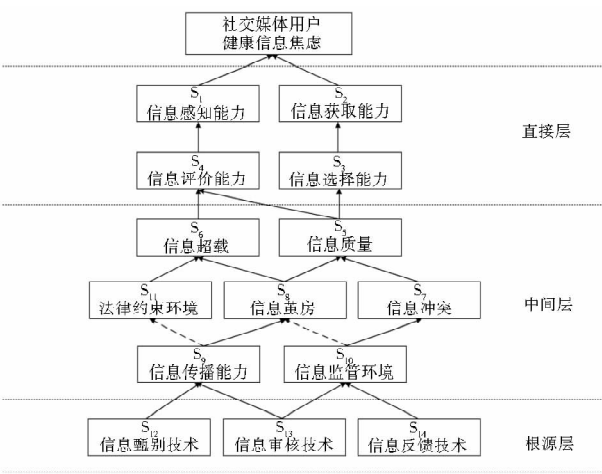 社交媒体用户
健康信息焦虑
S1
信息感知能力
S2
信息获取能力
直接层
S4
信息评价能力
S3
信息选择能力
S6
信息超载
S5
信息质量
S11
法律约束环境
S8
信息茧房
S7
信息冲突
中间层
S9
信息传播能力
S10
信息监管环境
S12
信息甄别技术
S13
信息审核技术
S14
信息反馈技术
根源层